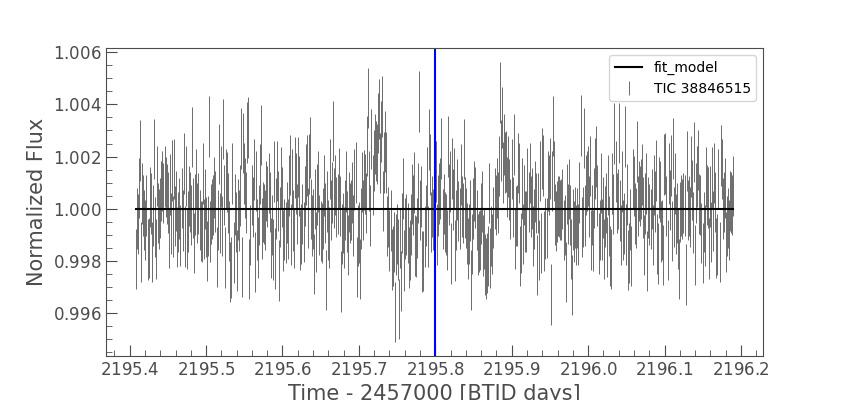 1.006
1.004
1.002
1.000
0.998
0.996
Normalized Flux
fit_model
TIC 38846515
2195.4 2195.5 2195.6 2195.7 2195.8 2195.9 2196.0 2196.1 2196.2
Time - 2457000 [BTJD days]